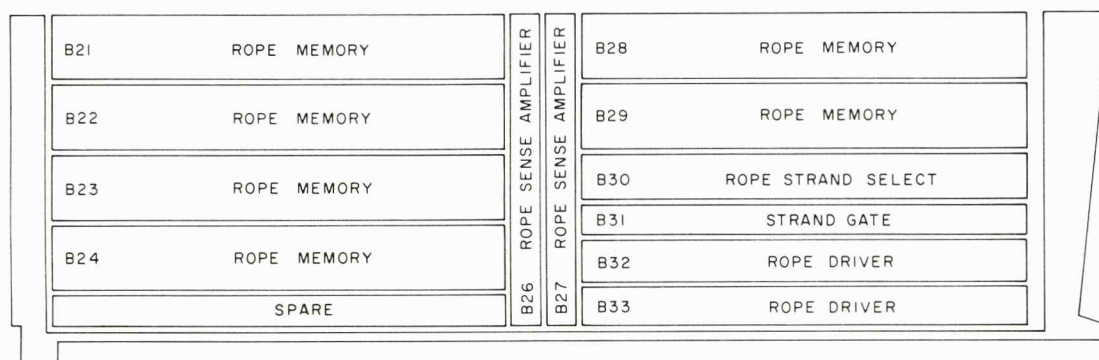 B21 ROPE MEMORY
B22 ROPE MEMORY
B23 ROPE MEMORY
B24 ROPE MEMORY
SPARE
B26 ROPE SENSE AMPLIFIER
B27 ROPE SENSE AMPLIFIER
B28 ROPE MEMORY
B29 ROPE MEMORY
B30 ROPE STRAND SELECT
B31 STRAND GATE
B32 ROPE DRIVER
B33 ROPE DRIVER